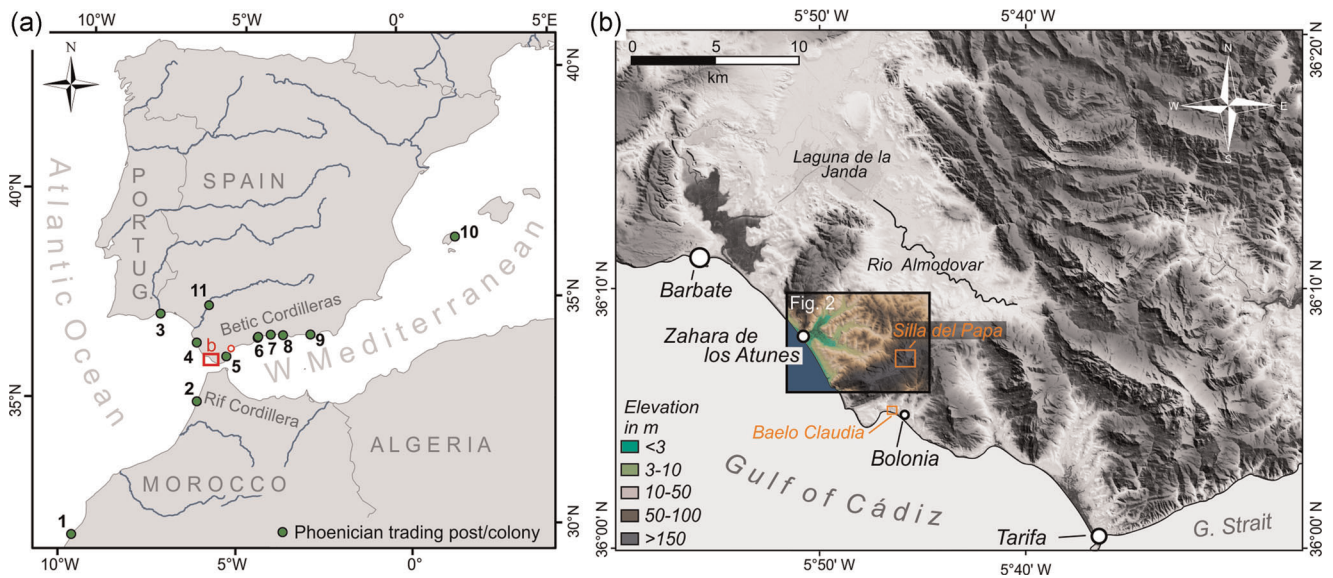 (a)
10°W
5°W
0°
5°E
N
40°N
40°N
Atlantic Ocean
PORTUG
SPAIN
10
11
Betic Cordilleras
3
35°N
4
b
5
6
7
8
9
W. Mediterranean
2
Rif Cordillera
35°N
ALGERIA
MOROCCO
1
Phoenician trading post/colony
30°N
10°W
5°W
0°
(b)
5°50' W
5°40' W
0
5
10
km
36°20' N
N
W
E
S
Laguna de la
Janda
Rio Almodovar
36°10' N
36°10' N
Barbate
Fig. 2
Silla del Papa
Zahara de
los Atunes
Elevation
in m
<3
3-10
10-50
50-100
>150
Baelo Claudia
Bolonia
Gulf of Cádiz
Tarifa
G. Strait
36°00' N
36°00' N
5°50' W
5°40' W